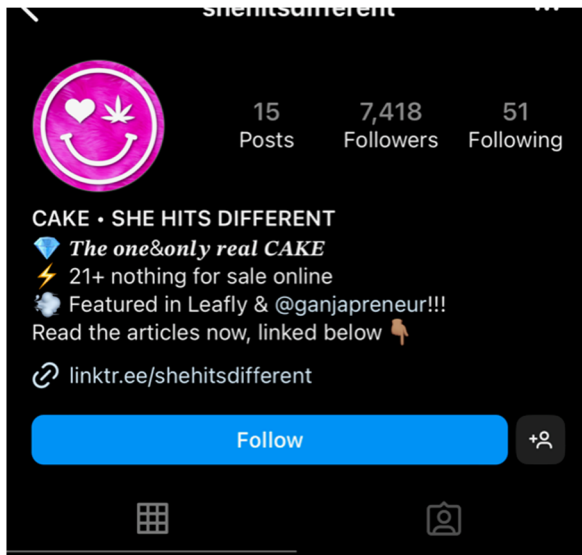 shehitsdifferent
15 7,418 51
Posts Followers Following
CAKE • SHE HITS DIFFERENT
💎 The one&only real CAKE
⚡ 21+ nothing for sale online
💨 Featured in Leafly & @ganjapreneur!!!
Read the articles now, linked below 👇🏽
linktr.ee/shehitsdifferent
Follow